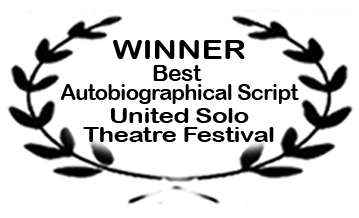 WINNER
Best
Autobiographical Script
United Solo
Theatre Festival